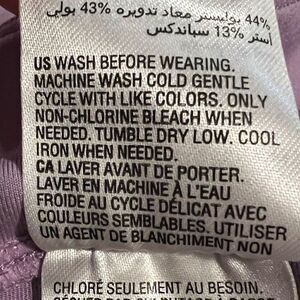 44% بوليستر معاد تدويره 43% بولي
أستر 13% سباندكس
US WASH BEFORE WEARING.
MACHINE WASH COLD GENTLE
CYCLE WITH LIKE COLORS. ONLY
NON-CHLORINE BLEACH WHEN
NEEDED. TUMBLE DRY LOW. COOL
IRON WHEN NEEDED.
CA LAVER AVANT DE PORTER.
LAVER EN MACHINE À L'EAU
FROIDE AU CYCLE DÉLICAT AVEC
COULEURS SEMBLABLES. UTILISER
UN AGENT DE BLANCHIMENT NON
CHLORÉ SEULEMENT AU BESOIN.